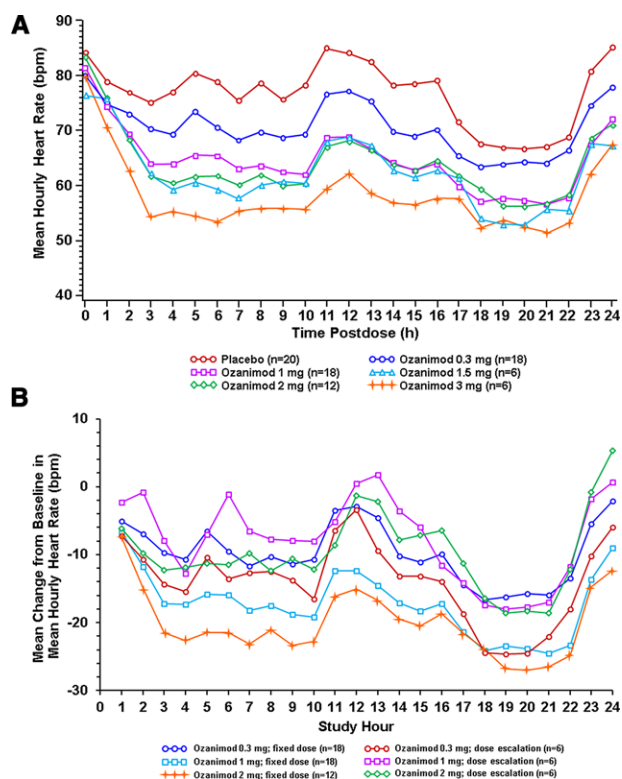 A
90
80
70
60
50
40
Mean Hourly Heart Rate (bpm)
0 1 2 3 4 5 6 7 8 9 10 11 12 13 14 15 16 17 18 19 20 21 22 23 24
Time Postdose (h)
Placebo (n=20) Ozanimod 0.3 mg (n=18)
Ozanimod 1 mg (n=18) Ozanimod 1.5 mg (n=6)
Ozanimod 2 mg (n=12) Ozanimod 3 mg (n=6)
B
10
0
-10
-20
-30
Mean Change from Baseline in
Mean Hourly Heart Rate (bpm)
1 2 3 4 5 6 7 8 9 10 11 12 13 14 15 16 17 18 19 20 21 22 23 24
Study Hour
Ozanimod 0.3 mg; fixed dose (n=18) Ozanimod 0.3 mg; dose escalation (n=6)
Ozanimod 1 mg; fixed dose (n=18) Ozanimod 1 mg; dose escalation (n=6)
Ozanimod 2 mg; fixed dose (n=12) Ozanimod 2 mg; dose escalation (n=6)